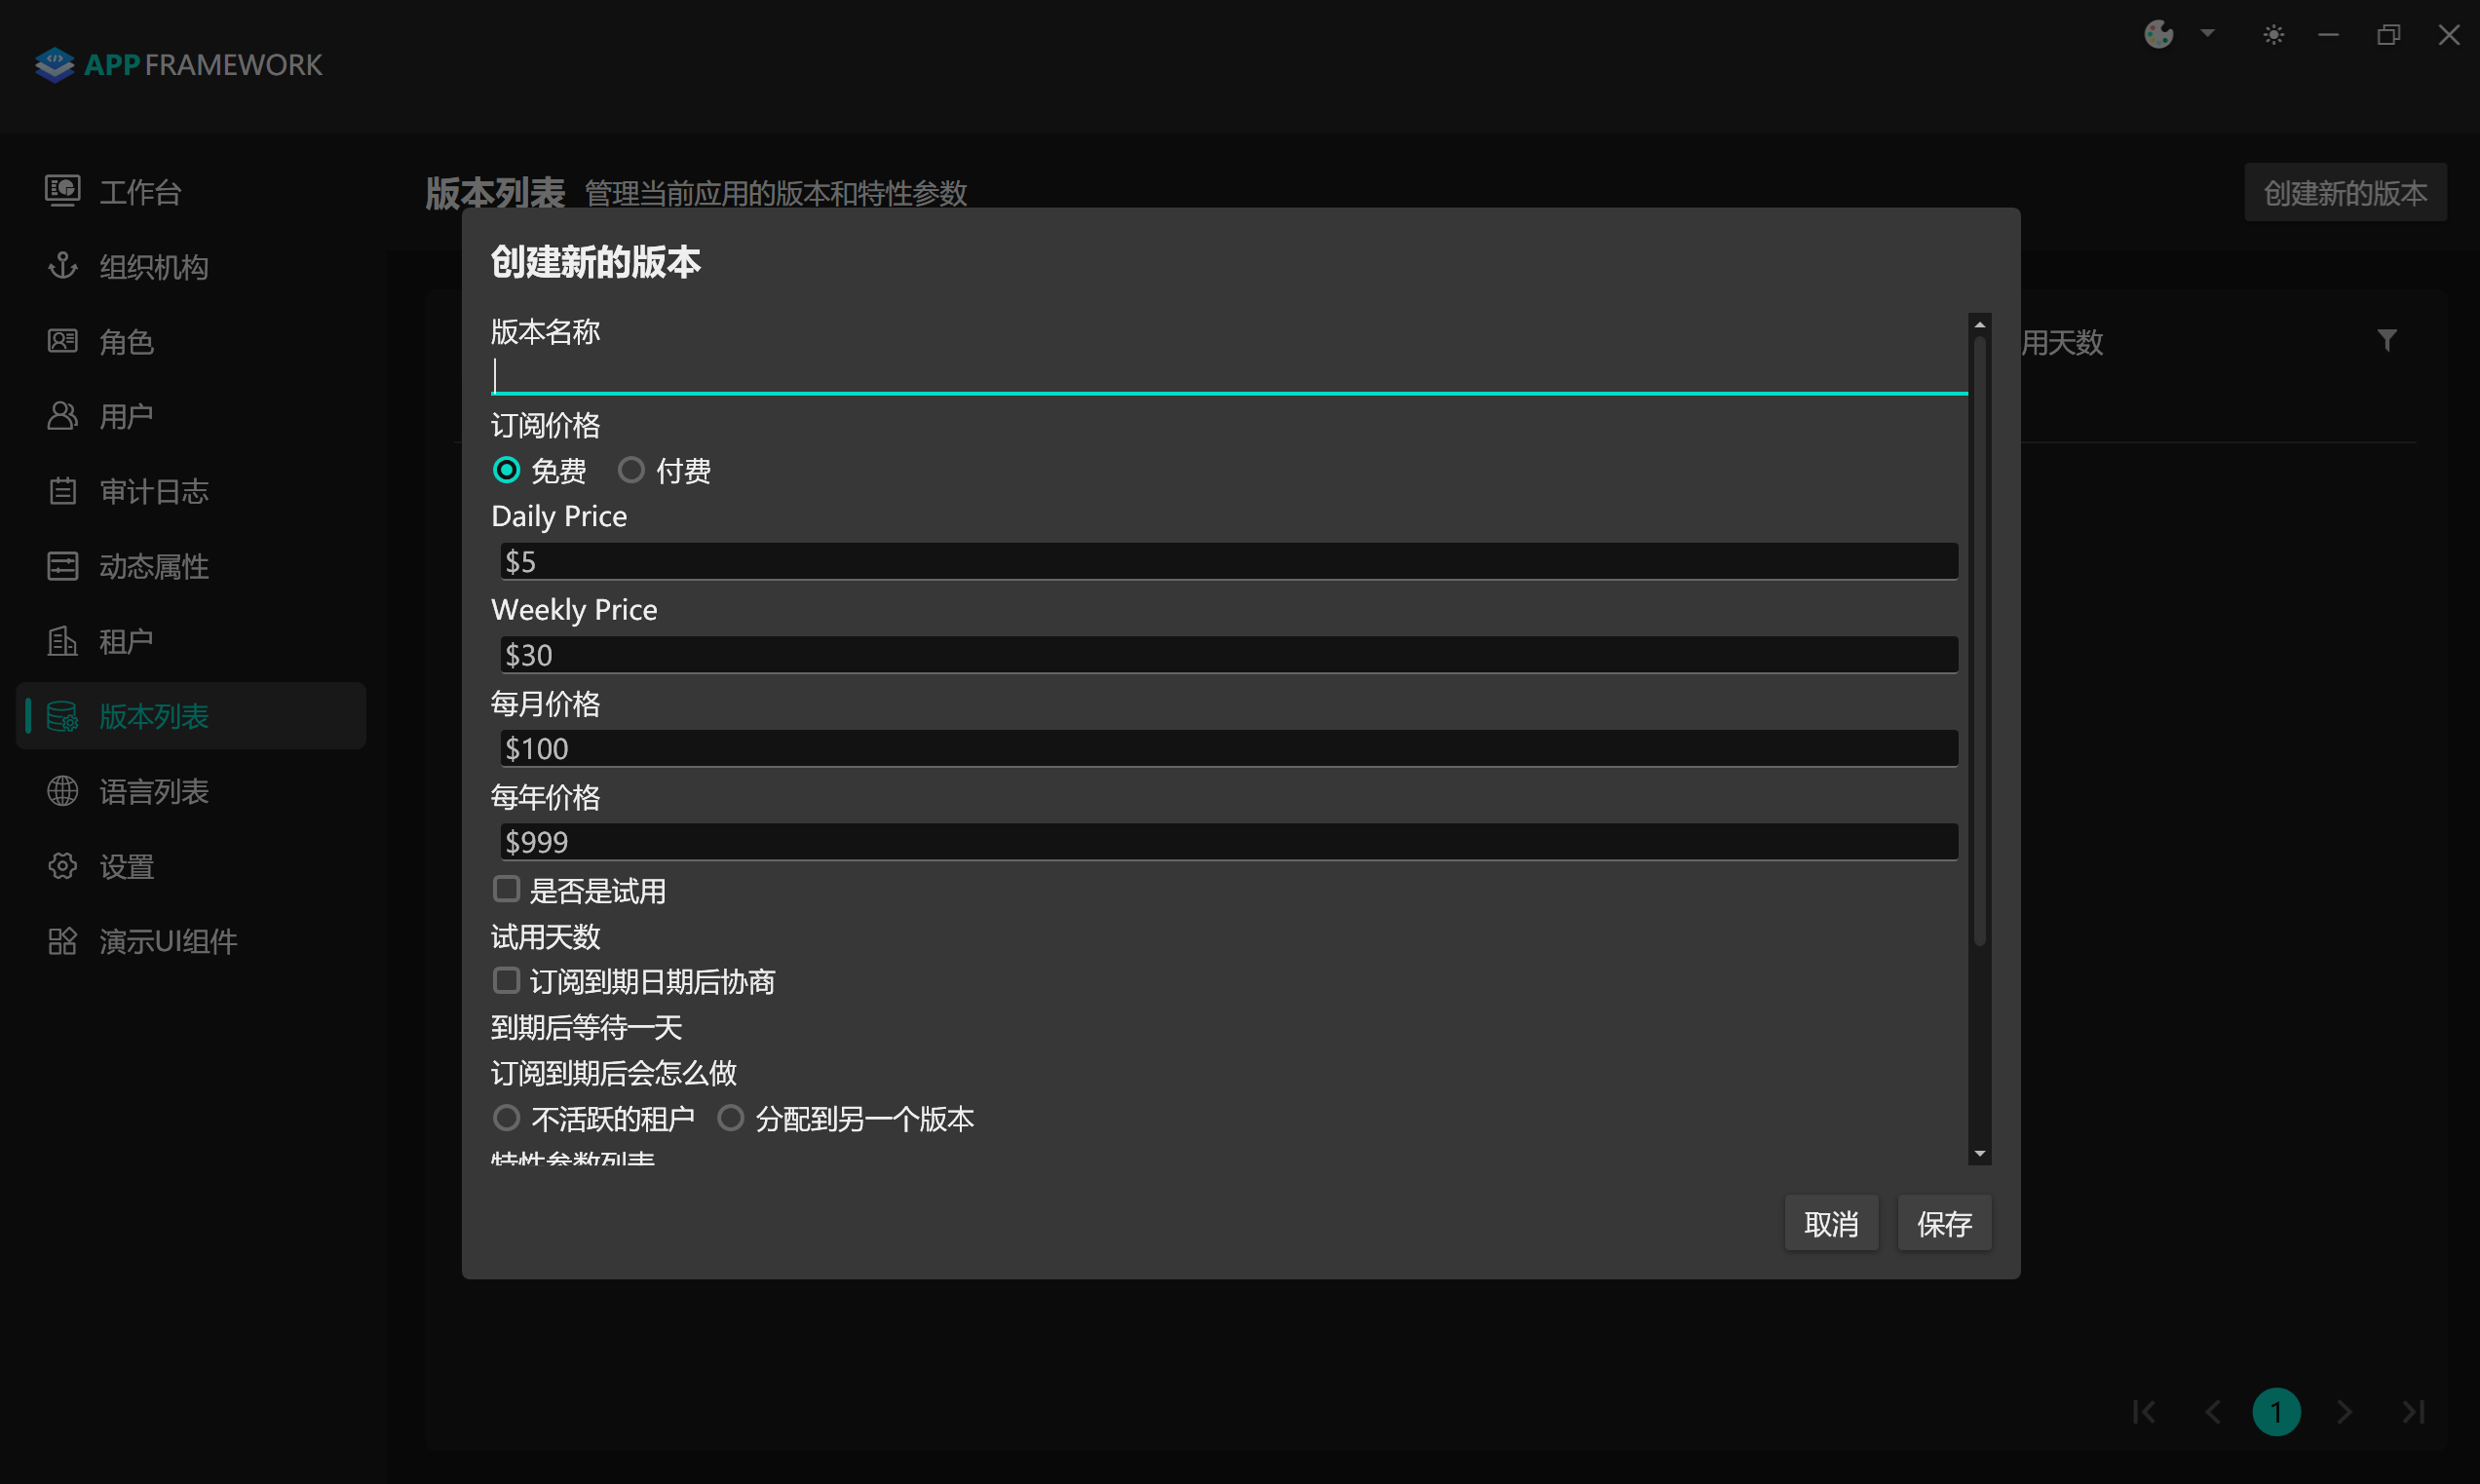 APP FRAMEWORK
工作台
组织机构
角色
用户
审计日志
动态属性
租户
版本列表
语言列表
设置
演示UI组件
版本列表 管理当前应用的版本和特性参数
创建新的版本
用天数
创建新的版本
版本名称
订阅价格
免费 付费
Daily Price
$5
Weekly Price
$30
每月价格
$100
每年价格
$999
是否是试用
试用天数
订阅到期日期后协商
到期后等待一天
订阅到期后会怎么做
不活跃的租户 分配到另一个版本
特性参数列表
取消 保存
1